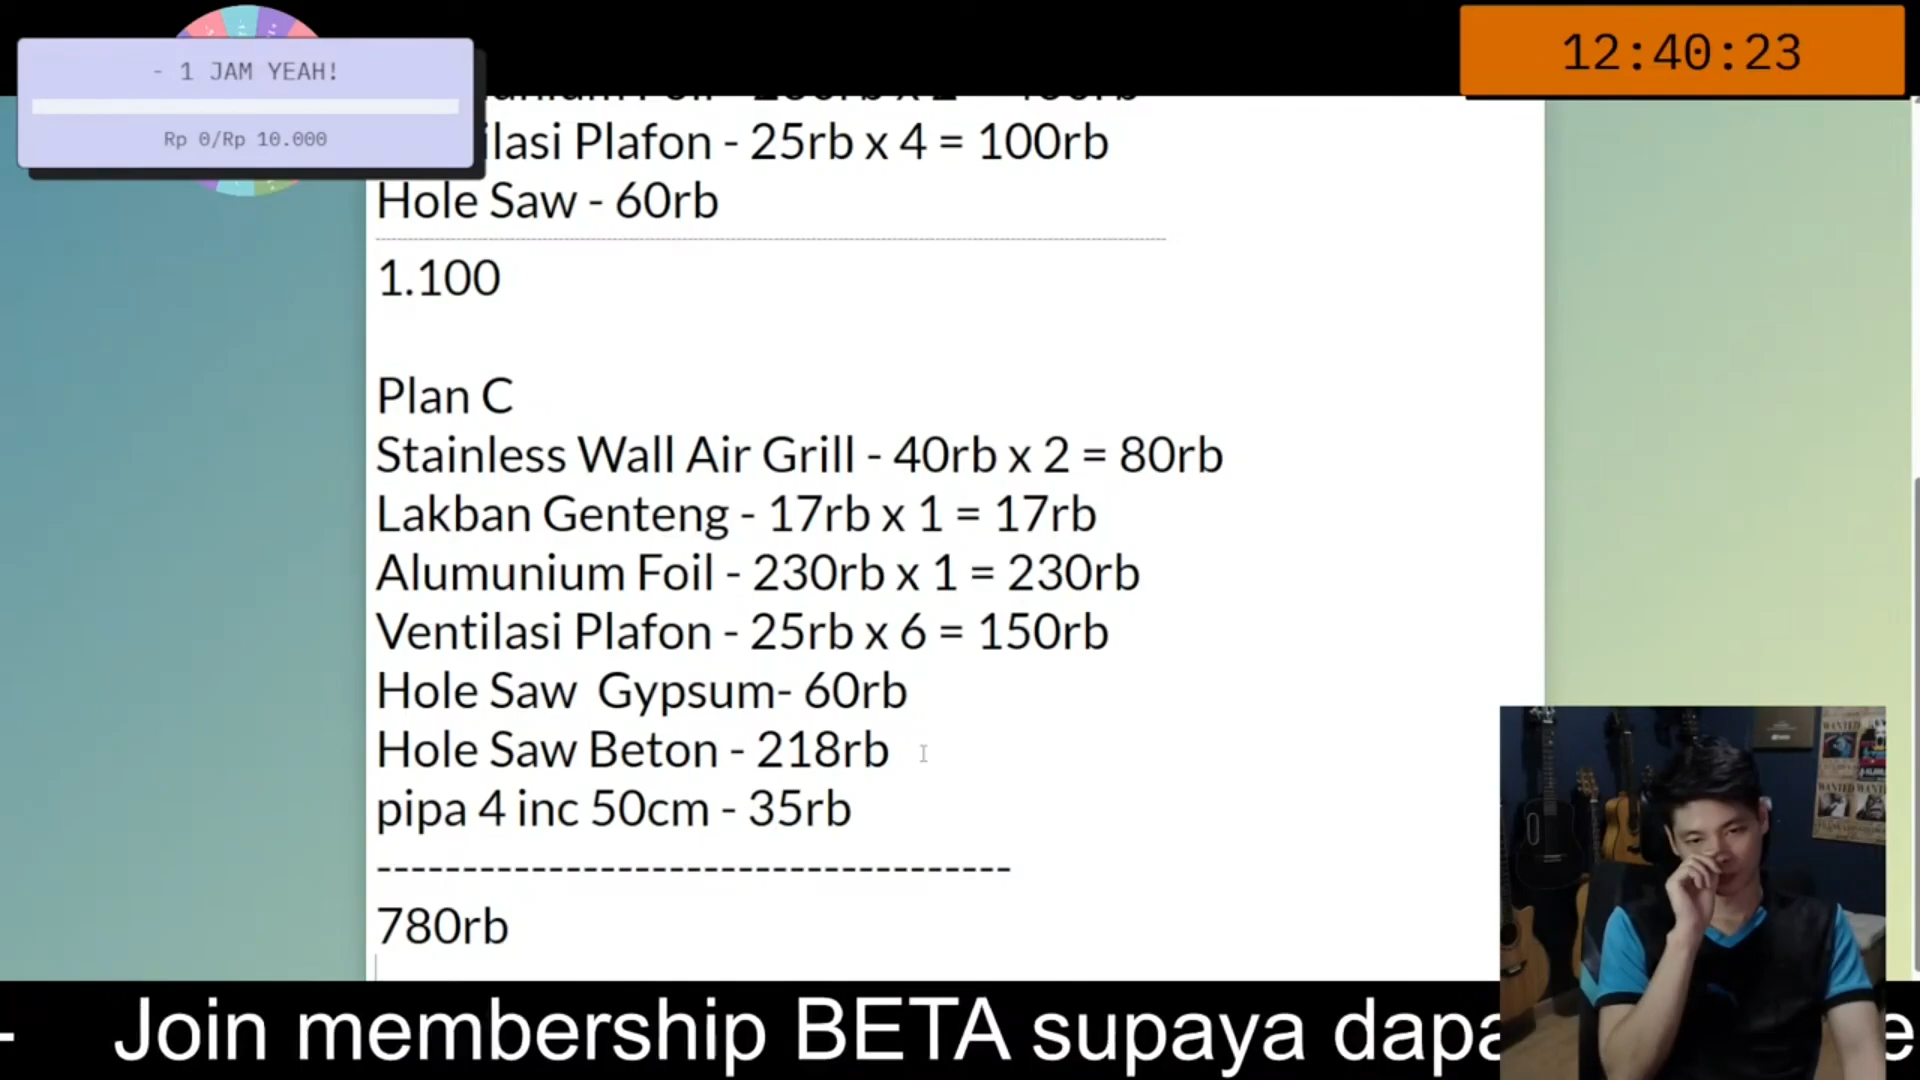 - 1 JAM YEAH!
Rp 0/Rp 10.000
12:40:23
ilasi Plafon - 25rb x 4 = 100rb
Hole Saw - 60rb
1.100
Plan C
Stainless Wall Air Grill - 40rb x 2 = 80rb
Lakban Genteng - 17rb x 1 = 17rb
Alumunium Foil - 230rb x 1 = 230rb
Ventilasi Plafon - 25rb x 6 = 150rb
Hole Saw  Gypsum- 60rb
Hole Saw Beton - 218rb
pipa 4 inc 50cm - 35rb
------------------------------------
780rb
- Join membership BETA supaya dapa
WANTED
WANTED WANTED